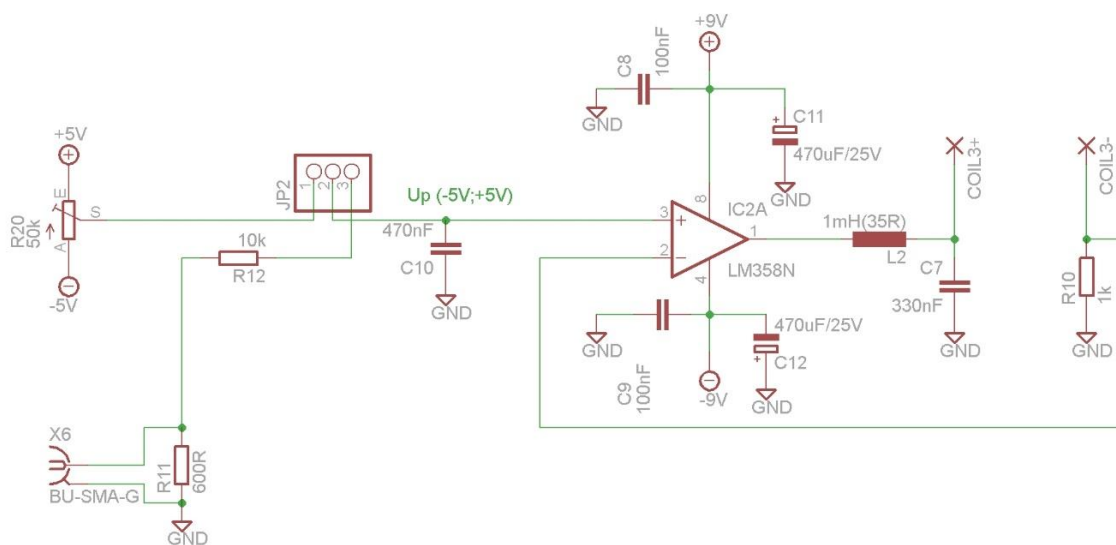 +9V
C8
100nF
GND
C11
+
470uF/25V
GND
+5V
E
S
R20
50k
A
-5V
JP2
1
2
3
Up (-5V;+5V)
10k
R12
470nF
C10
GND
3
+
2
-
8
1
4
IC2A
LM358N
1mH(35R)
L2
COIL3+
COIL3-
C7
330nF
GND
R10
1k
GND
GND
C9
100nF
470uF/25V
+
C12
GND
-9V
X6
BU-SMA-G
R11
600R
GND